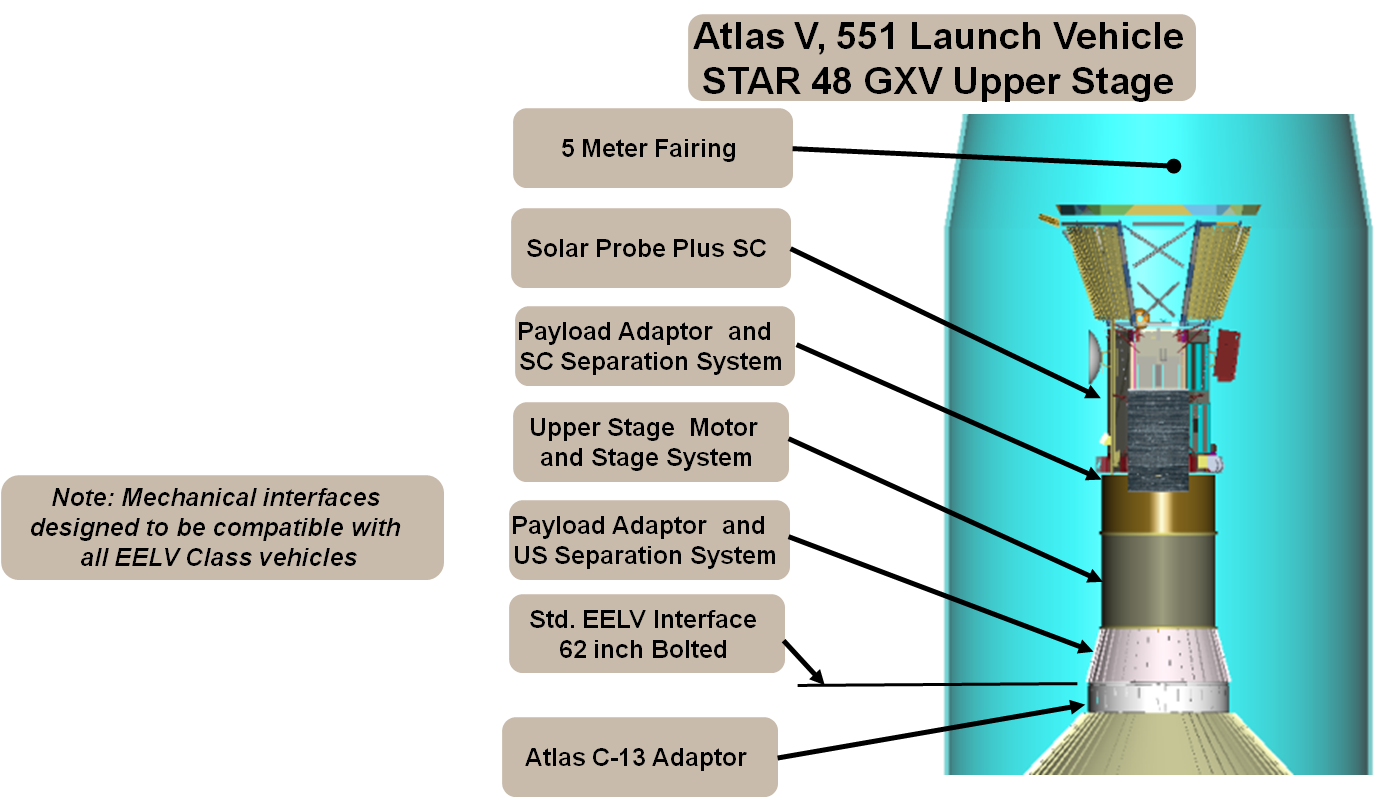 Atlas V, 551 Launch Vehicle
STAR 48 GXV Upper Stage
5 Meter Fairing
Solar Probe Plus SC
Payload Adaptor and
SC Separation System
Upper Stage Motor
and Stage System
Note: Mechanical interfaces
designed to be compatible with
all EELV Class vehicles
Payload Adaptor and
US Separation System
Std. EELV Interface
62 inch Bolted
Atlas C-13 Adaptor